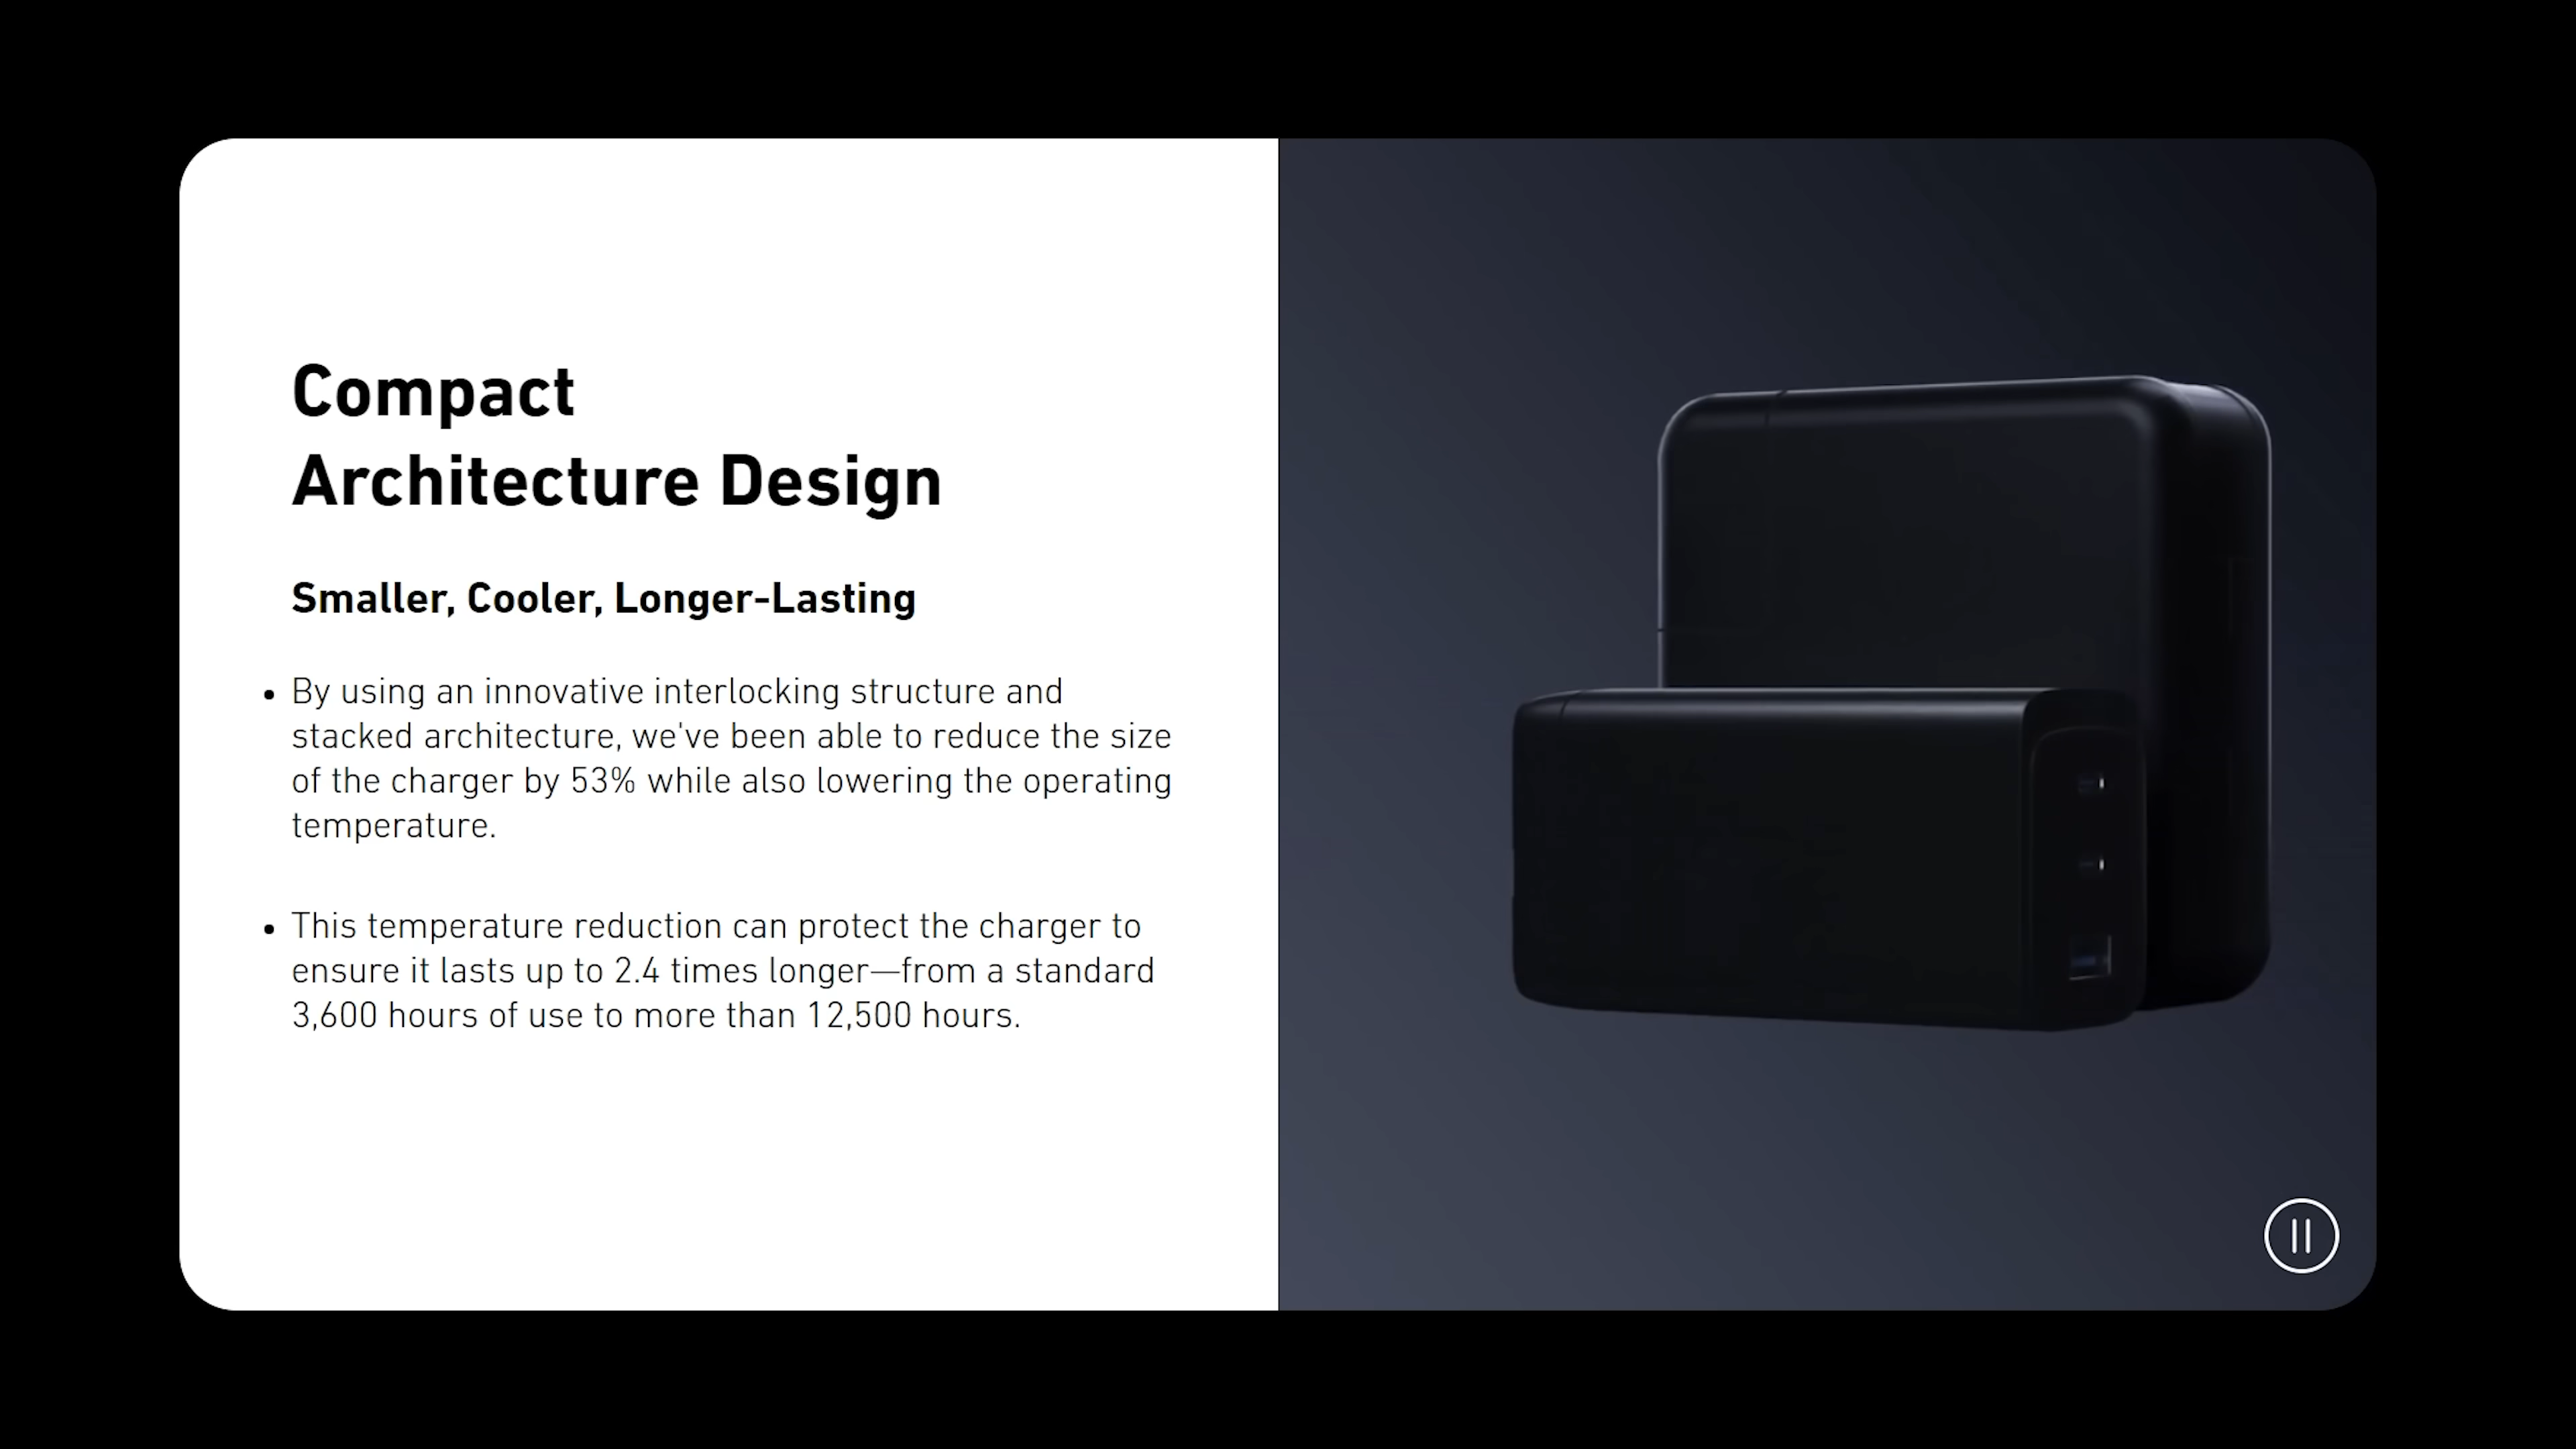 Compact
Architecture Design
Smaller, Cooler, Longer-Lasting
• By using an innovative interlocking structure and
stacked architecture, we've been able to reduce the size
of the charger by 53% while also lowering the operating
temperature.
• This temperature reduction can protect the charger to
ensure it lasts up to 2.4 times longer—from a standard
3,600 hours of use to more than 12,500 hours.